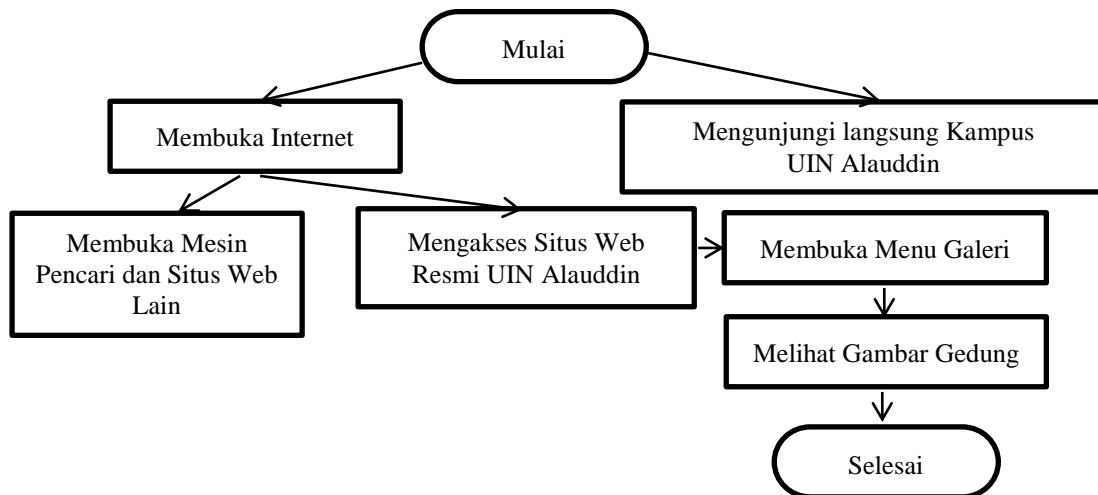 Mulai
Membuka Internet
Mengunjungi langsung Kampus
UIN Alauddin
Membuka Mesin
Pencari dan Situs Web
Lain
Mengakses Situs Web
Resmi UIN Alauddin
Membuka Menu Galeri
Melihat Gambar Gedung
Selesai